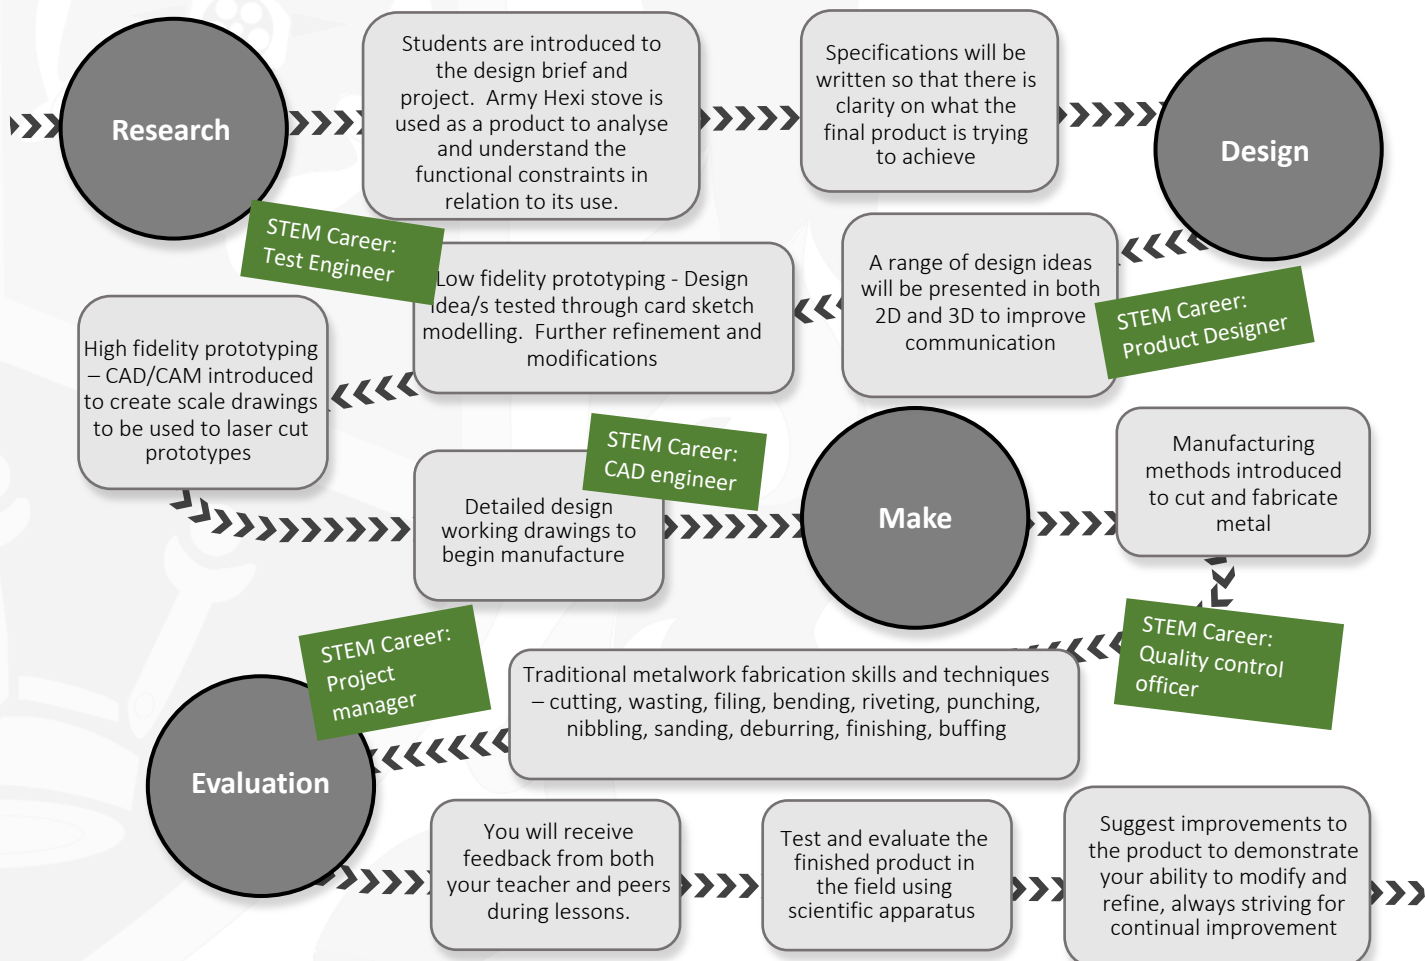 Research
Students are introduced to
the design brief and
project.  Army Hexi stove is
used as a product to analyse
and understand the
functional constraints in
relation to its use.
Specifications will be
written so that there is
clarity on what the
final product is trying
to achieve
Design
STEM Career:
Product Designer
A range of design ideas
will be presented in both
2D and 3D to improve
communication
STEM Career:
Test Engineer
Low fidelity prototyping - Design
idea/s tested through card sketch
modelling.  Further refinement and
modifications
High fidelity prototyping
– CAD/CAM introduced
to create scale drawings
to be used to laser cut
prototypes
Detailed design
working drawings to
begin manufacture
STEM Career:
CAD engineer
Make
Manufacturing
methods introduced
to cut and fabricate
metal
STEM Career:
Quality control
officer
Traditional metalwork fabrication skills and techniques
– cutting, wasting, filing, bending, riveting, punching,
nibbling, sanding, deburring, finishing, buffing
STEM Career:
Project
manager
Evaluation
You will receive
feedback from both
your teacher and peers
during lessons.
Test and evaluate the
finished product in
the field using
scientific apparatus
Suggest improvements to
the product to demonstrate
your ability to modify and
refine, always striving for
continual improvement